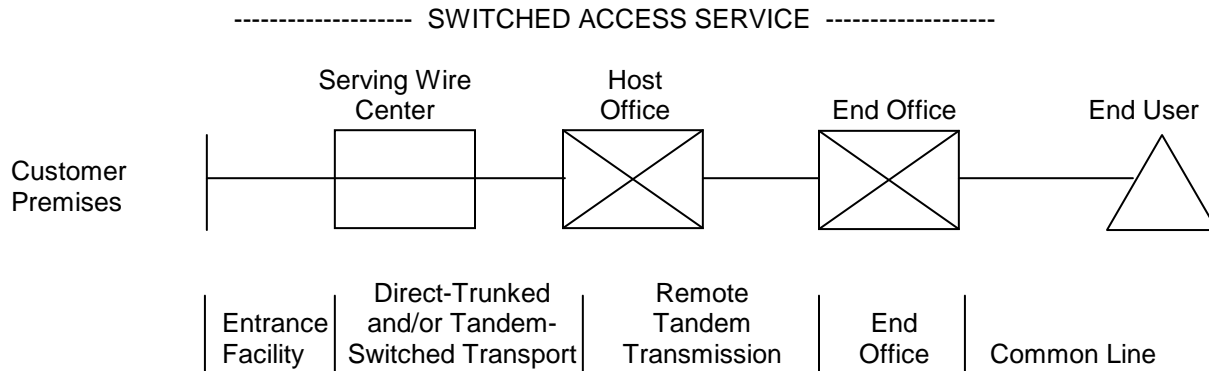 ------------------- SWITCHED ACCESS SERVICE ---------------------
Serving Wire
Center
Host
Office
End Office
End User
Customer
Premises
Entrance
Facility
Direct-Trunked
and/or Tandem-
Switched Transport
Remote
Tandem
Transmission
End
Office
Common Line